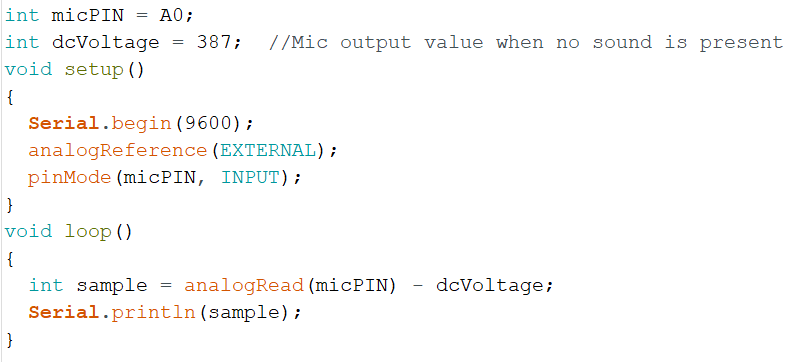 int micPIN = A0;
int dcVoltage = 387;  //Mic output value when no sound is present
void setup()
{
  Serial.begin(9600);
  analogReference(EXTERNAL);
  pinMode(micPIN, INPUT);
}
void loop()
{
  int sample = analogRead(micPIN) - dcVoltage;
  Serial.println(sample);
}